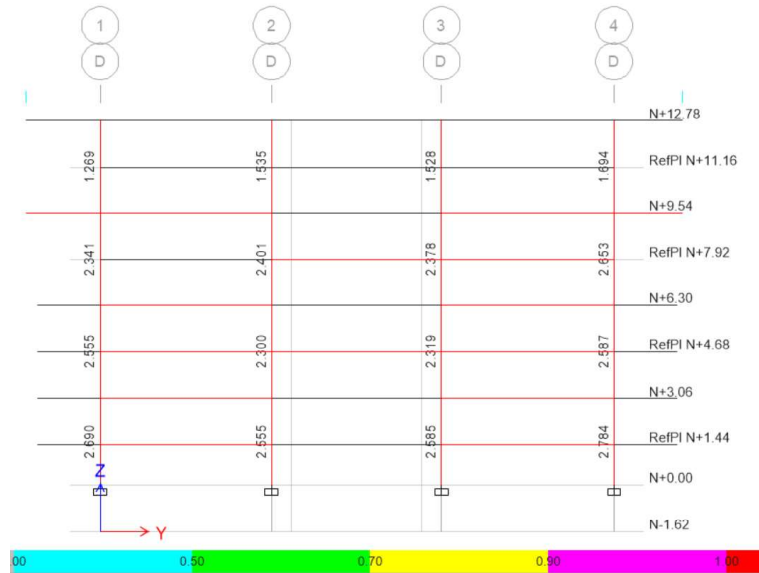 1 2 3 4
D D D D
N+12.78
1.269 1.535 1.528 1.694
RefPl N+11.16
N+9.54
2.341 2.401 2.378 2.653
RefPl N+7.92
N+6.30
2.555 2.300 2.319 2.587
RefPl N+4.68
N+3.06
2.690 2.555 2.585 2.784
RefPl N+1.44
Z
N+0.00
N-1.62
Y
.00 0.50 0.70 0.90 1.00